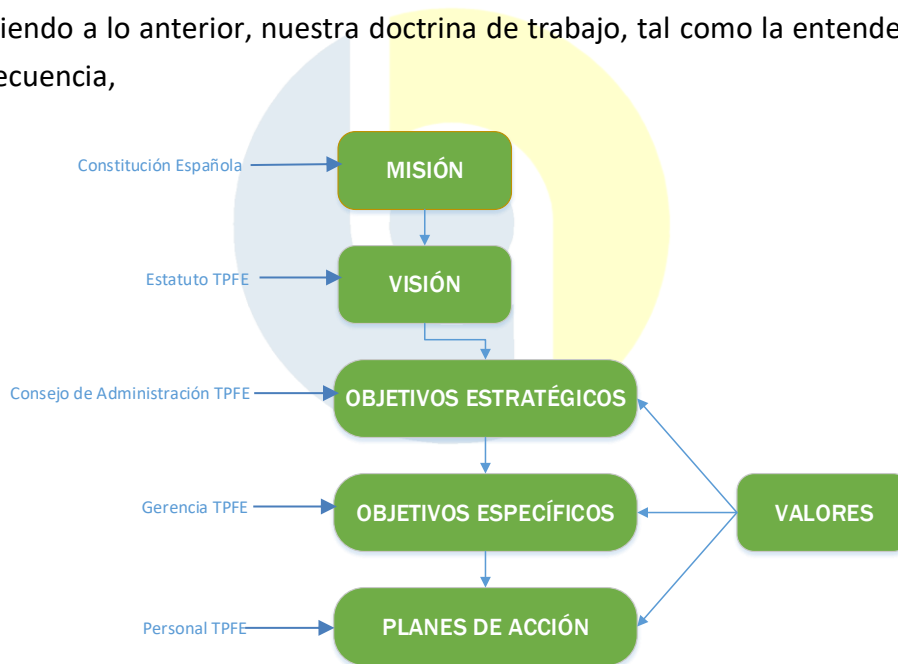 iendo a lo anterior, nuestra doctrina de trabajo, tal como la entende
ecuencia,
Constitución Española
MISIÓN
Estatuto TPFE
VISIÓN
Consejo de Administración TPFE
OBJETIVOS ESTRATÉGICOS
Gerencia TPFE
OBJETIVOS ESPECÍFICOS
VALORES
Personal TPFE
PLANES DE ACCIÓN